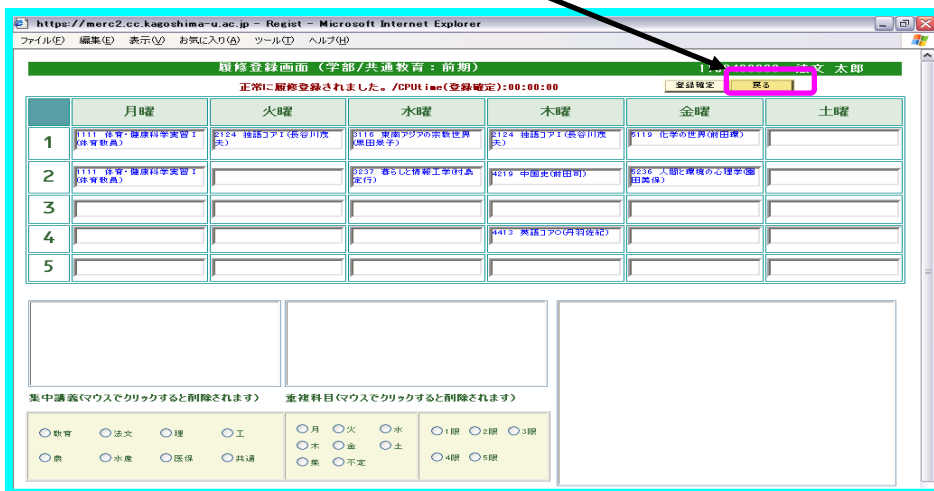 https://merc2.cc.kagoshima-u.ac.jp - Regist - Microsoft Internet Explorer
ファイル(F) 編集(E) 表示(V) お気に入り(A) ツール(T) ヘルプ(H)
履修登録画面（学部/共通教育：前期） 法文 太郎
正常に履修登録されました。/CPUtime(登録確定):00:00:00 登録確定 戻る
月曜 火曜 水曜 木曜 金曜 土曜
1
1111 体育・健康科学実習Ⅰ(体育教員)
2124 独語コアⅠ(長谷川茂夫)
3116 東南アジアの宗教世界(黒田景子)
2124 独語コアⅠ(長谷川茂夫)
5119 化学の世界(前田環)
2
1111 体育・健康科学実習Ⅰ(体育教員)
3237 暮らしと情報工学(村島定行)
4219 中国史(前田司)
5236 人間と環境の心理学(園田美保)
3
4
4413 英語コアO(丹羽佐紀)
5
集中講義(マウスでクリックすると削除されます) 重複科目(マウスでクリックすると削除されます)
教育 法文 理 工 月 火 水 1限 2限 3限
木 金 土
農 水産 医保 共通 4限 5限
集 不定